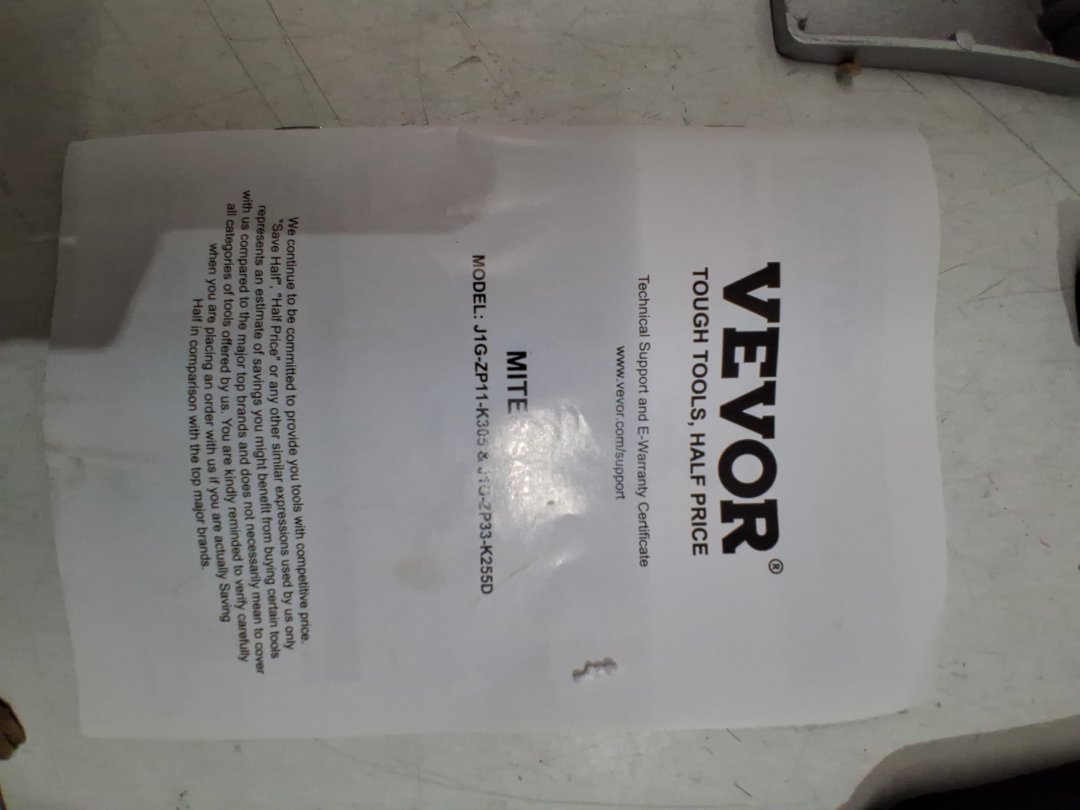 VEVOR®
TOUGH TOOLS, HALF PRICE
Technical Support and E-Warranty Certificate
www.vevor.com/support
MITE
MODEL: J1G-ZP11-K305 & J1G-ZP33-K255D
We continue to be committed to provide you tools with competitive price.
"Save Half", "Half Price" or any other similar expressions used by us only
represents an estimate of savings you might benefit from buying certain tools
with us compared to the major top brands and does not necessarily mean to cover
all categories of tools offered by us. You are kindly reminded to verify carefully
when you are placing an order with us if you are actually Saving
Half in comparison with the top major brands.